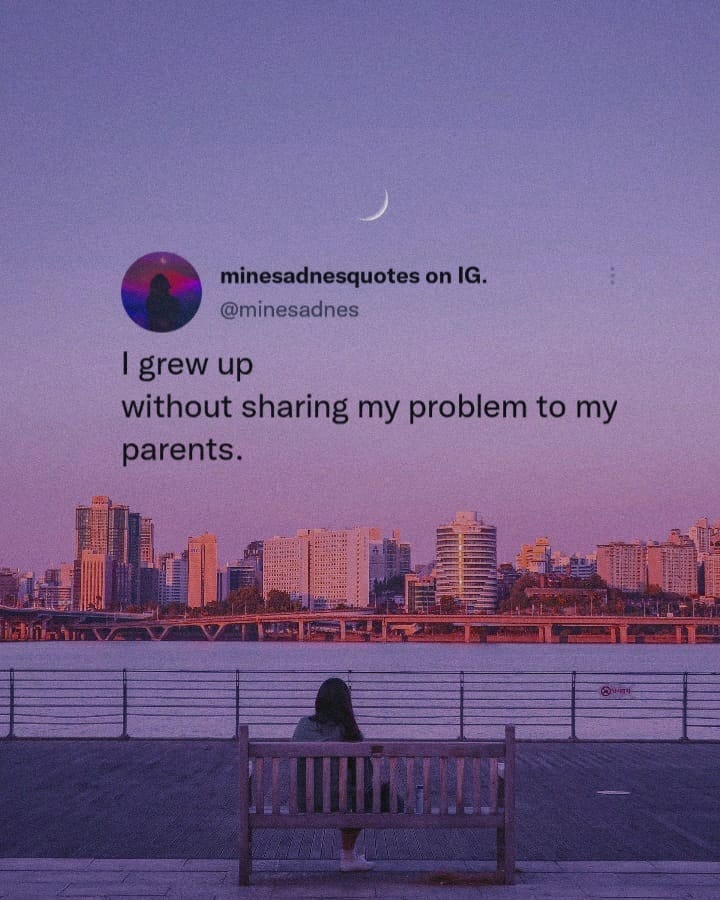 minesadnesquotes on IG.
@minesadnes
I grew up
without sharing my problem to my
parents.